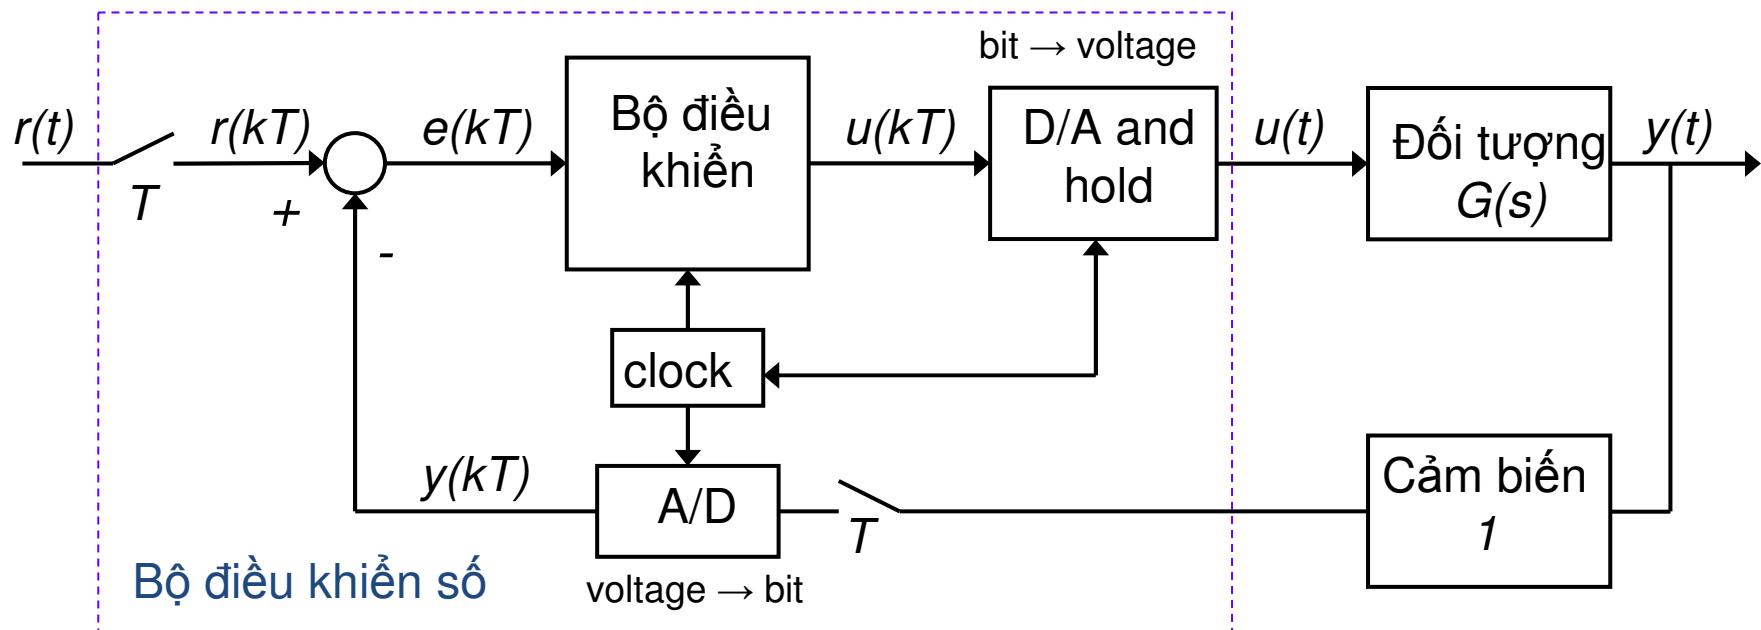 bit → voltage
r(t)
r(kT)
e(kT)
Bộ điều
khiển
u(kT)
D/A and
hold
u(t)
Đối tượng
G(s)
y(t)
T
+
-
clock
y(kT)
A/D
T
Cảm biến
1
Bộ điều khiển số
voltage → bit